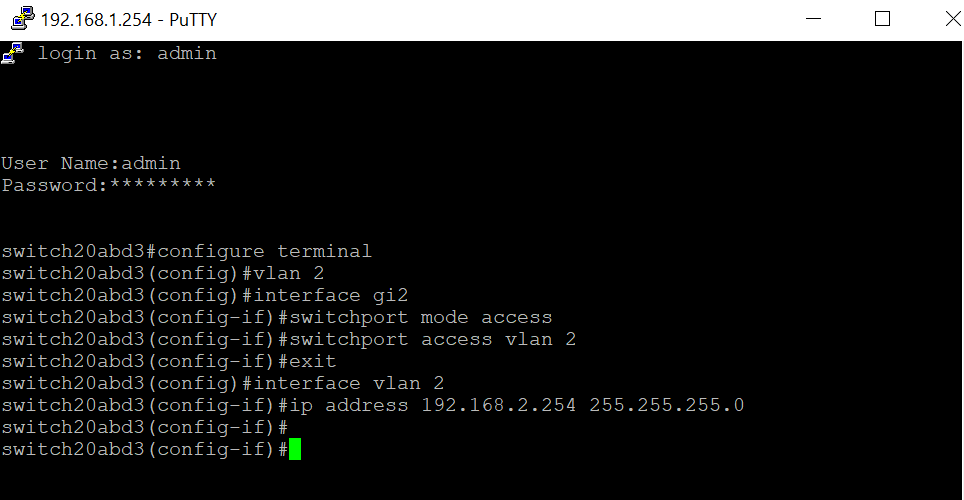 192.168.1.254 - PuTTY
login as: admin
User Name:admin
Password:*********
switch20abd3#configure terminal
switch20abd3(config)#vlan 2
switch20abd3(config)#interface gi2
switch20abd3(config-if)#switchport mode access
switch20abd3(config-if)#switchport access vlan 2
switch20abd3(config-if)#exit
switch20abd3(config)#interface vlan 2
switch20abd3(config-if)#ip address 192.168.2.254 255.255.255.0
switch20abd3(config-if)#
switch20abd3(config-if)#